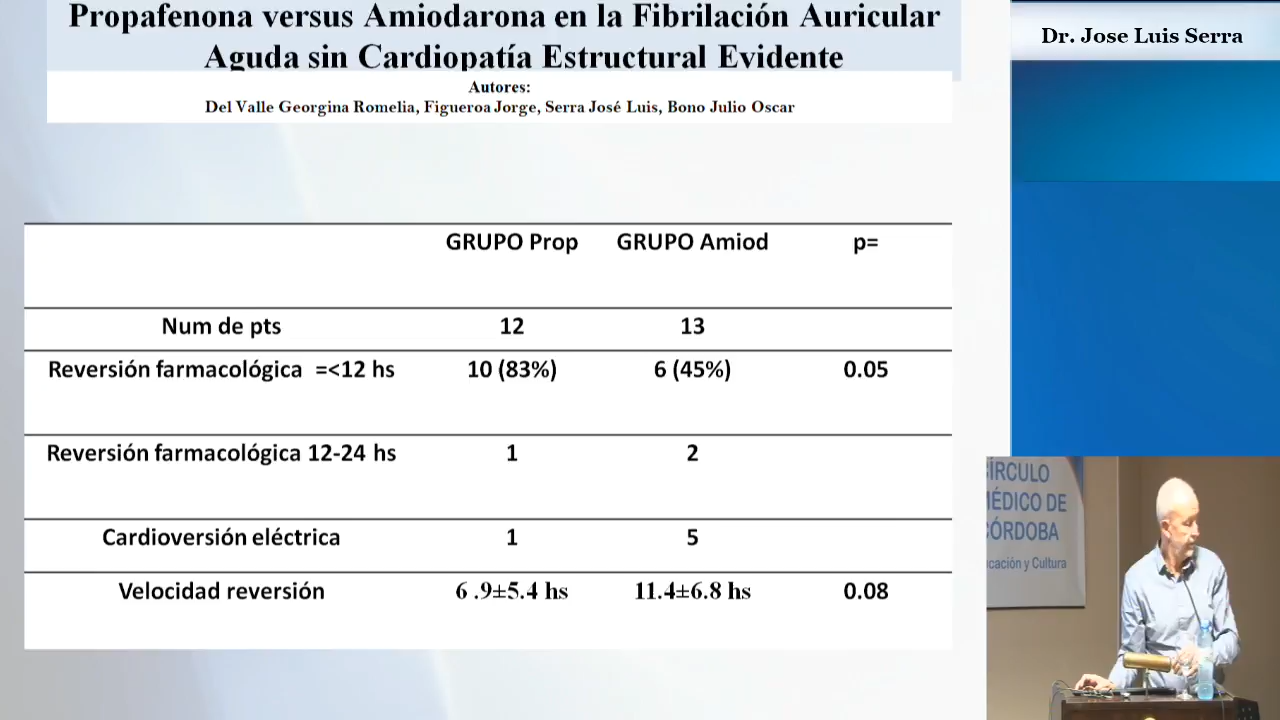 Propafenona versus Amiodarona en la Fibrilación Auricular
Aguda sin Cardiopatía Estructural Evidente
Autores:
Del Valle Georgina Romelia, Figueroa Jorge, Serra José Luis, Bono Julio Oscar
GRUPO Prop GRUPO Amiod p=
Num de pts 12 13
Reversión farmacológica =<12 hs 10 (83%) 6 (45%) 0.05
Reversión farmacológica 12-24 hs 1 2
Cardioversión eléctrica 1 5
Velocidad reversión 6 .9±5.4 hs 11.4±6.8 hs 0.08
Dr. Jose Luis Serra
CÍRCULO
MÉDICO DE
CÓRDOBA
cación y Cultura